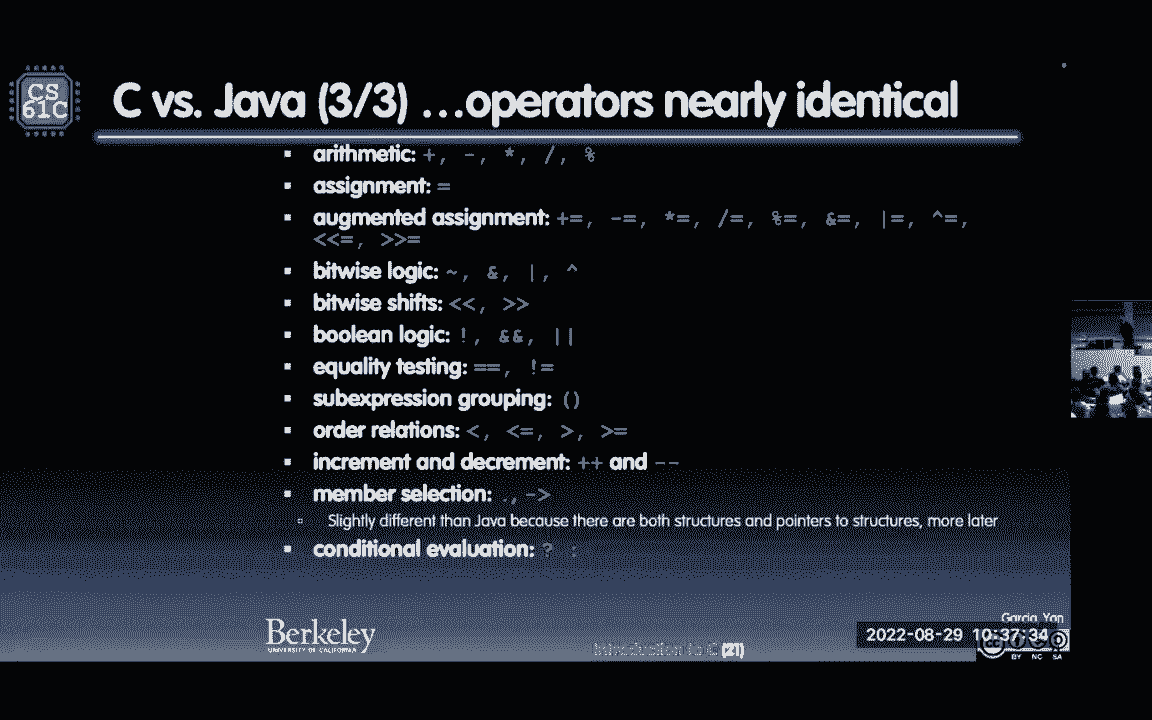 CS
61C
C vs. Java (3/3) …operators nearly identical
▪ arithmetic: +, -, *, /, %
▪ assignment: =
▪ augmented assignment: +=, -=, *=, /=, %=, &=, |=, ^=,
<<=, >>=
▪ bitwise logic: ~, &, |, ^
▪ bitwise shifts: <<, >>
▪ boolean logic: !, &&, ||
▪ equality testing: ==, !=
▪ subexpression grouping: ()
▪ order relations: <, <=, >, >=
▪ increment and decrement: ++ and --
▪ member selection: ., ->
▫ Slightly different than Java because there are both structures and pointers to structures, more later
▪ conditional evaluation: ? :
Garcia, Yan
Berkeley
UNIVERSITY OF CALIFORNIA
Introduction to C (21)
2022-08-29 10:37:34
cc
BY NC SA